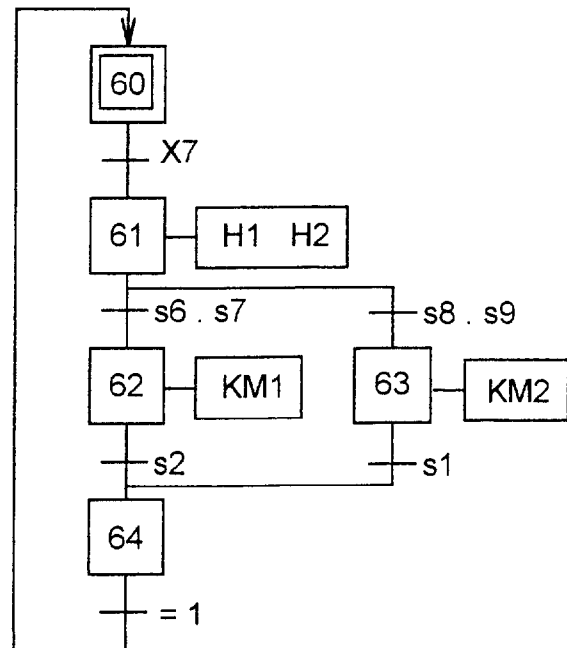 60
X7
61
H1 H2
s6 . s7
s8 . s9
62
KM1
63
KM2
s2
s1
64
= 1